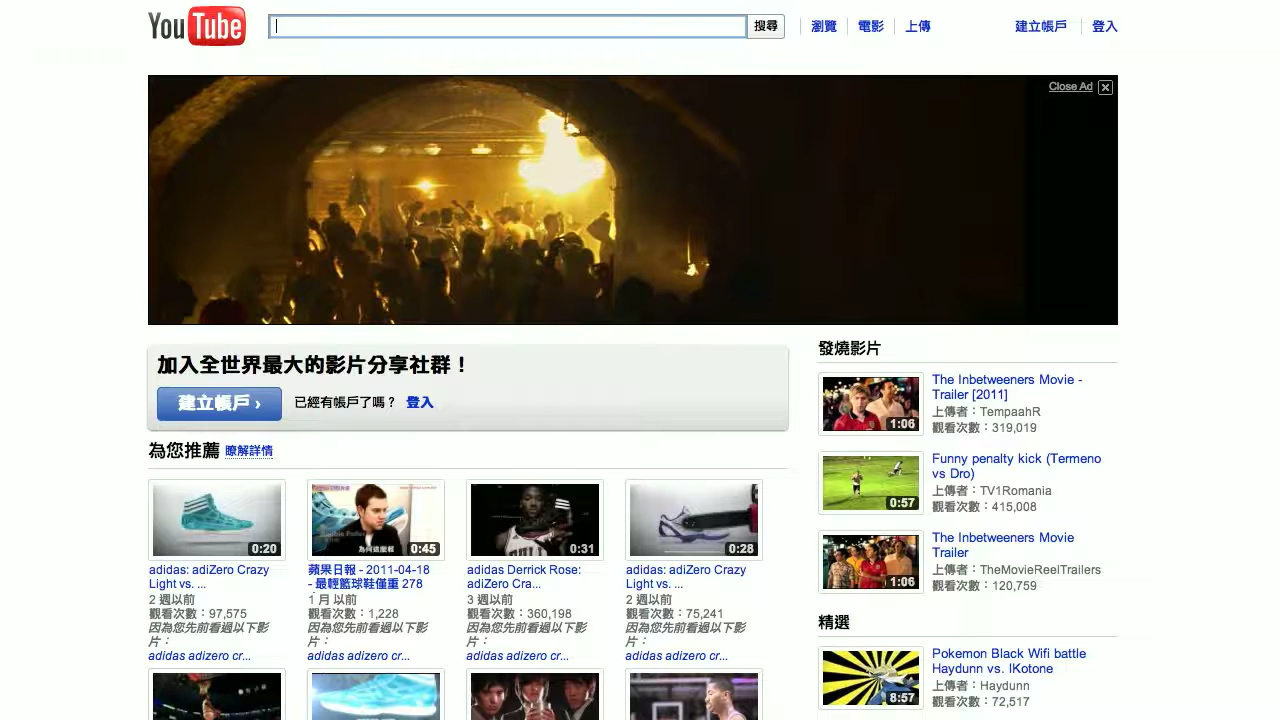 YouTube
搜尋
瀏覽
電影
上傳
建立帳戶
登入
Close Ad
加入全世界最大的影片分享社群！
建立帳戶 ›
已經有帳戶了嗎？ 登入
為您推薦 瞭解詳情
0:20
adidas: adiZero Crazy
Light vs. ...
2 週以前
觀看次數：97,575
因為您先前看過以下影
片：
adidas adizero cr...
為何這麼輕
0:45
蘋果日報 - 2011-04-18
- 最輕籃球鞋僅重 278
1 月 以前
觀看次數：1,228
因為您先前看過以下影
片：
adidas adizero cr...
0:31
adidas Derrick Rose:
adiZero Cra...
3 週以前
觀看次數：360,198
因為您先前看過以下影
片：
adidas adizero cr...
0:28
adidas: adiZero Crazy
Light vs. ...
2 週以前
觀看次數：75,241
因為您先前看過以下影
片：
adidas adizero cr...
發燒影片
1:06
The Inbetweeners Movie -
Trailer [2011]
上傳者：TempaahR
觀看次數：319,019
0:57
Funny penalty kick (Termeno
vs Dro)
上傳者：TV1Romania
觀看次數：415,008
1:06
The Inbetweeners Movie
Trailer
上傳者：TheMovieReelTrailers
觀看次數：120,759
精選
8:57
Pokemon Black Wifi battle
Haydunn vs. IKotone
上傳者：Haydunn
觀看次數：72,517